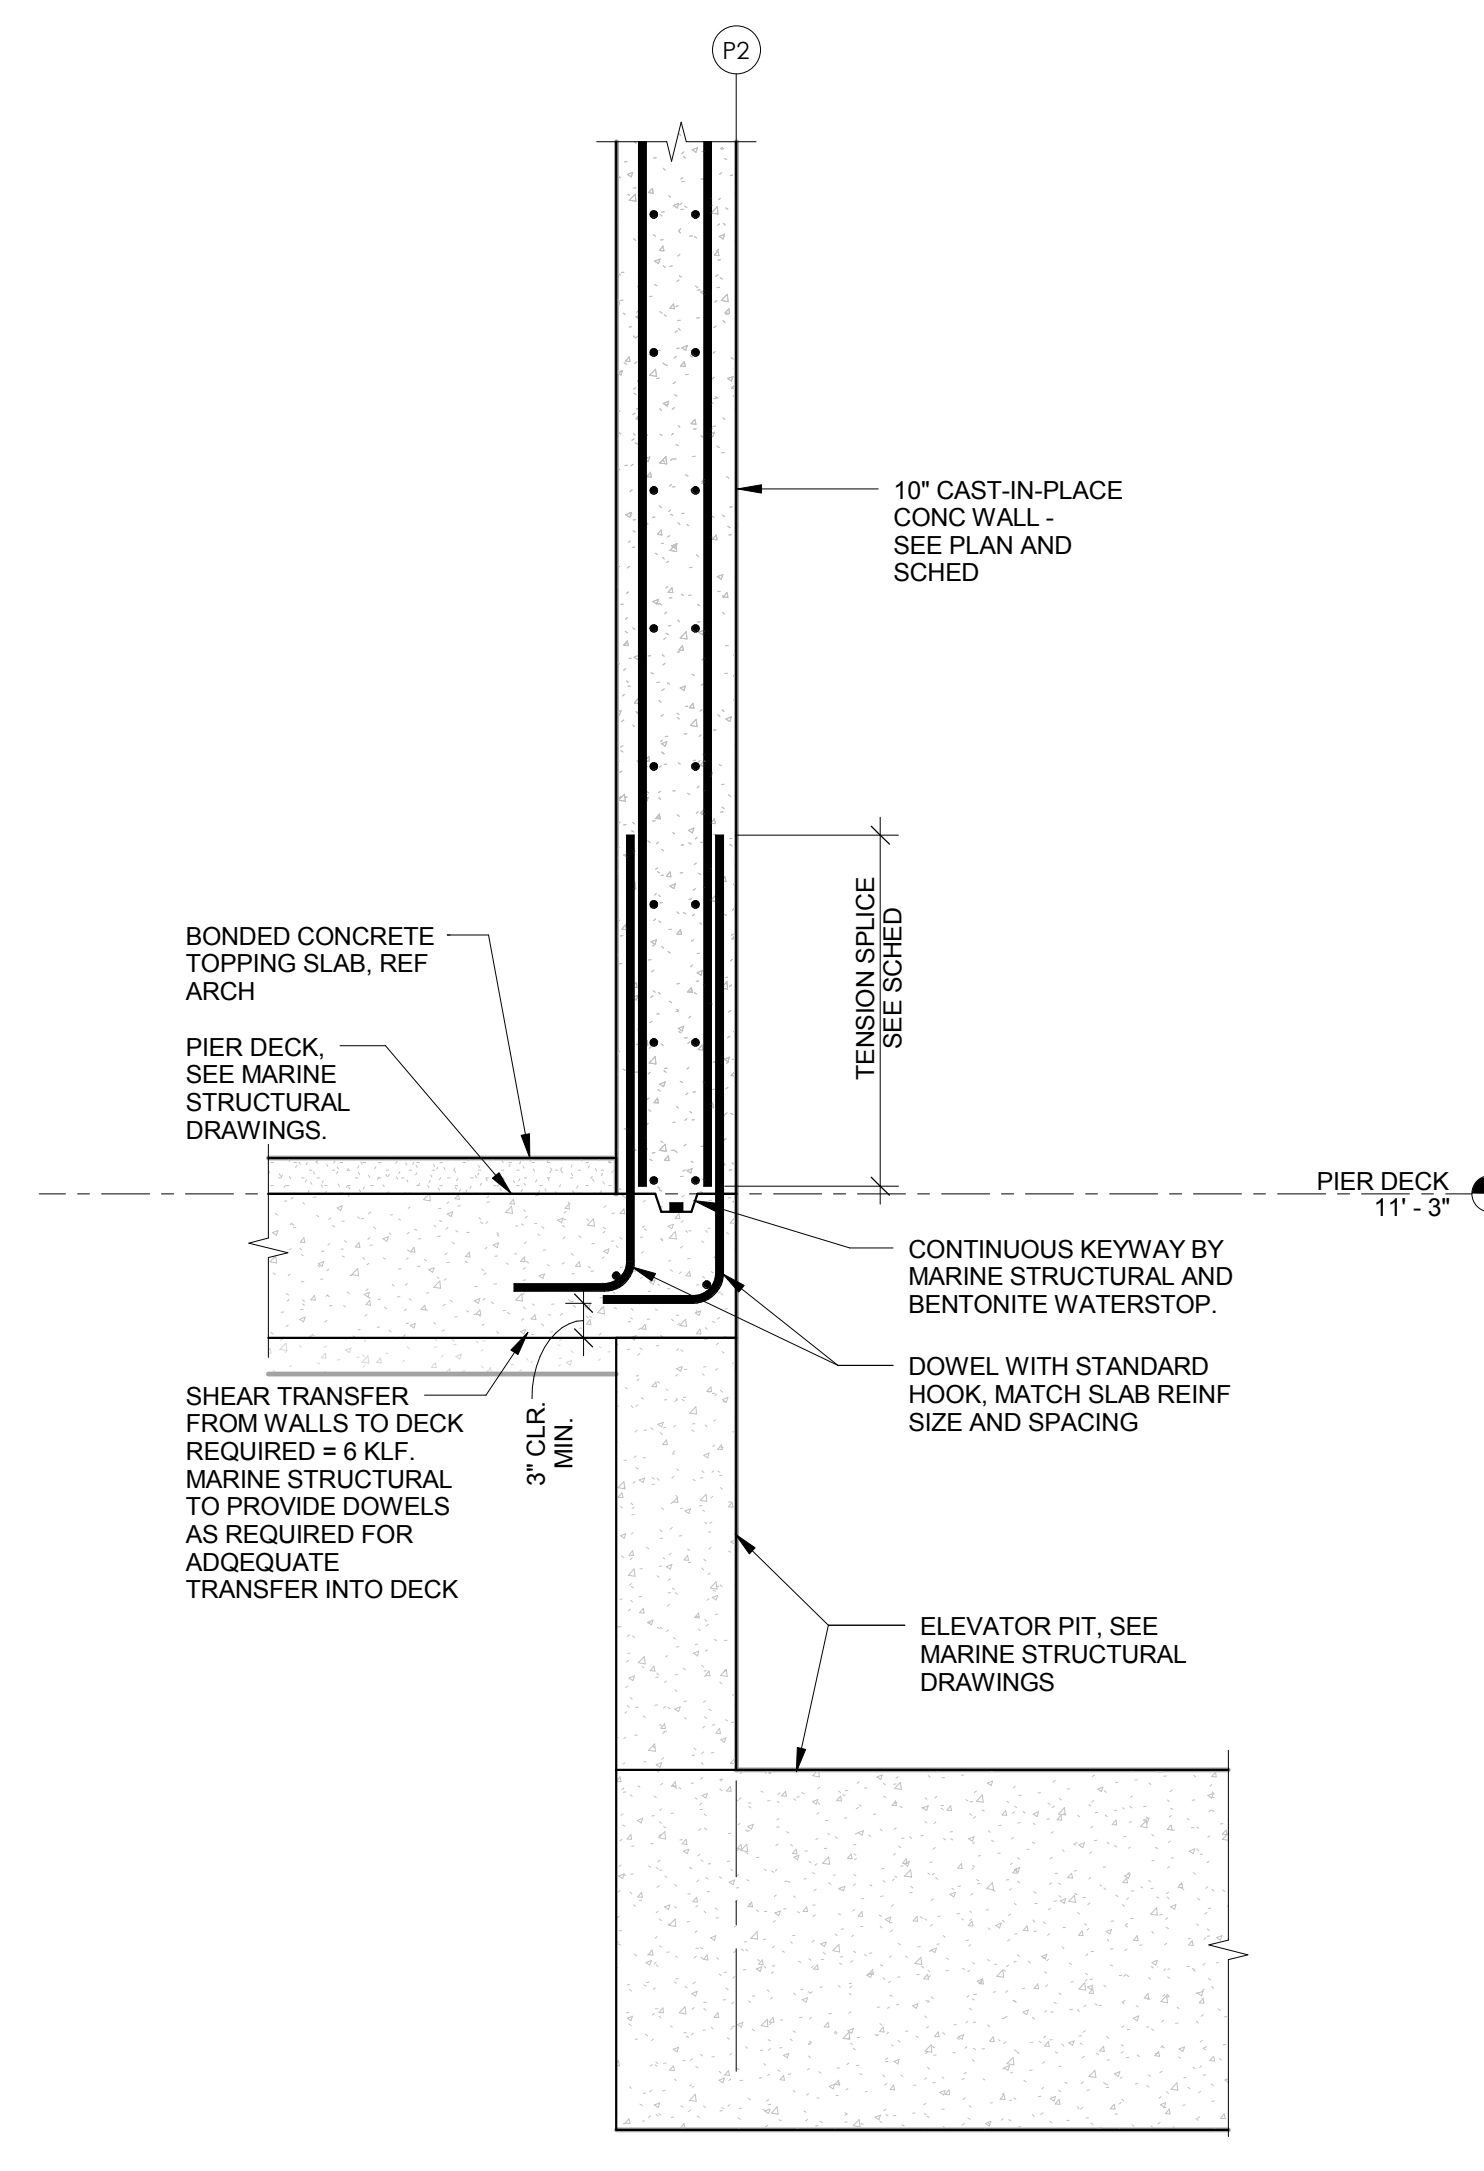 P2
10" CAST-IN-PLACE
CONC WALL -
SEE PLAN AND
SCHED
TENSION SPLICE
SEE SCHED
BONDED CONCRETE
TOPPING SLAB, REF
ARCH
PIER DECK,
SEE MARINE
STRUCTURAL
DRAWINGS.
PIER DECK
11' - 3"
CONTINUOUS KEYWAY BY
MARINE STRUCTURAL AND
BENTONITE WATERSTOP.
DOWEL WITH STANDARD
HOOK, MATCH SLAB REINF
SIZE AND SPACING
SHEAR TRANSFER
FROM WALLS TO DECK
REQUIRED = 6 KLF.
MARINE STRUCTURAL
TO PROVIDE DOWELS
AS REQUIRED FOR
ADQEQUATE
TRANSFER INTO DECK
3" CLR.
MIN.
ELEVATOR PIT, SEE
MARINE STRUCTURAL
DRAWINGS